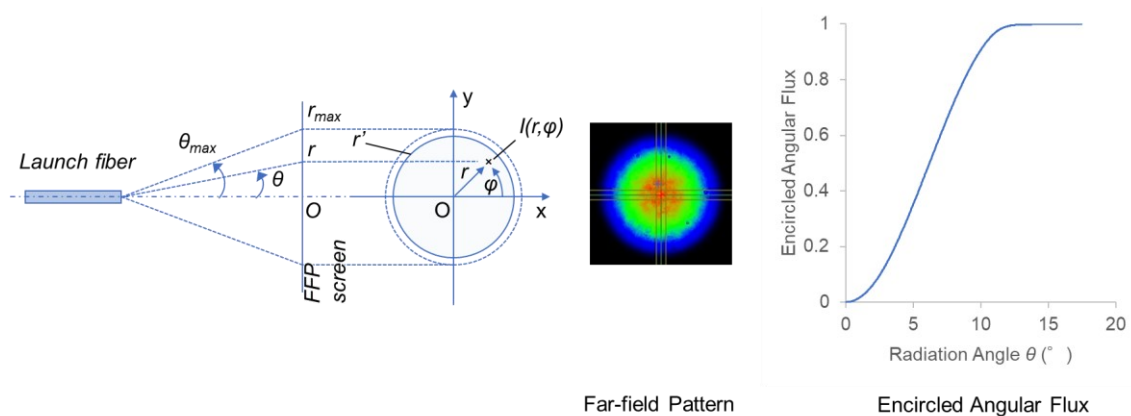 Launch fiber
θmax
θ
rmax
r
O
FFP
screen
r'
y
I(r,φ)
r
φ
O
x
Far-field Pattern
Encircled Angular Flux
1
0.8
0.6
0.4
0.2
0
0
5
10
15
20
Radiation Angle θ (°)
Encircled Angular Flux